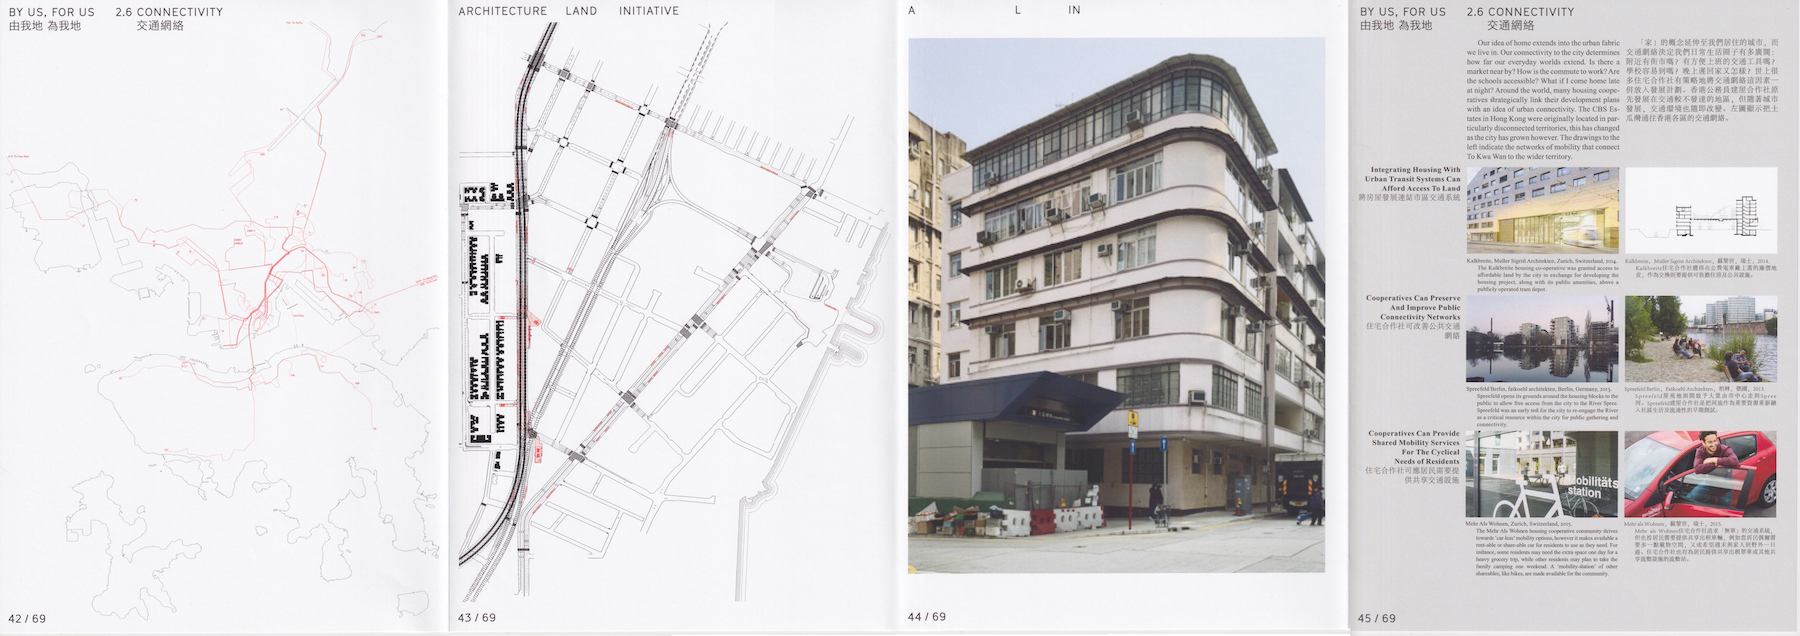 BY US, FOR US
由我地 為我地
2.6 CONNECTIVITY
交通網絡
42 / 69
ARCHITECTURE LAND INITIATIVE
43 / 69
A L IN
44 / 69
BY US, FOR US
由我地 為我地
2.6 CONNECTIVITY
交通網絡
Our idea of home extends into the urban fabric
we live in. Our connectivity to the city determines
how far our everyday worlds extend. Is there a
market near by? How is the commute to work? Are
the schools accessible? What if I come home late
at night? Around the world, many housing coope-
ratives strategically link their development plans
with an idea of urban connectivity. The CBS Es-
tates in Hong Kong were originally located in par-
ticularly disconnected territories, this has changed
as the city has grown however. The drawings to the
left indicate the networks of mobility that connect
To Kwa Wan to the wider territory.
「家」的概念延伸至我們居住的城市，而
交通網絡決定我們日常生活圈子有多廣闊：
附近有街市嗎？有方便上班的交通工具嗎？
學校容易到嗎？晚上遲回家又怎樣？世上很
多住宅合作社有策略地將交通網絡這因素一
併放入發展計劃。香港公務員建屋合作社原
先發展在交通較不發達的地區，但隨著城市
發展，交通環境也隨即改變。左圖顯示把土
瓜灣通往香港各區的交通網絡。
Integrating Housing With
Urban Transit Systems Can
Afford Access To Land
將房屋發展連結市區交通系統
Kalkbreite, Muller Sigrist Architekten, Zurich, Switzerland, 2014.
The Kalkbreite housing co-operative was granted access to
affordable land by the city in exchange for developing the
housing project, along with its public amenities, above a
publicly operated tram depot.
Kalkbreite, Muller Sigrist Architekten, 蘇黎世, 瑞士, 2014.
Cooperatives Can Preserve
And Improve Public
Connectivity Networks
住宅合作社可改善公共交通
網絡
Spreefeld Berlin, fatkoehl architekten, Berlin, Germany, 2013.
Spreefeld opens its grounds around the housing blocks to the
public to allow free access from the city to the River Spree.
Spreefeld was an early test for the city to re-engage the River
as a critical resource within the city for public gathering and
connectivity.
Spreefeld Berlin, Fatkoehl Architekten, 柏林, 德國, 2013.
Cooperatives Can Provide
Shared Mobility Services
For The Cyclical
Needs of Residents
住宅合作社可應居民需要提
供共享交通設施
Mobilitäts
station
Mehr Als Wohnen, Zurich, Switzerland, 2015.
The Mehr Als Wohnen housing cooperative community strives
towards 'car-less' mobility options, however it makes available a
rent-able or share-able car for residents to use as they need. For
instance, some residents may need the extra space one day for a
heavy grocery trip, while other residents may plan to take the
family camping one weekend. A 'mobility-station' of other
shareables, like bikes, are made available for the community.
Mehr als Wohnen, 蘇黎世, 瑞士, 2015.
45 / 69